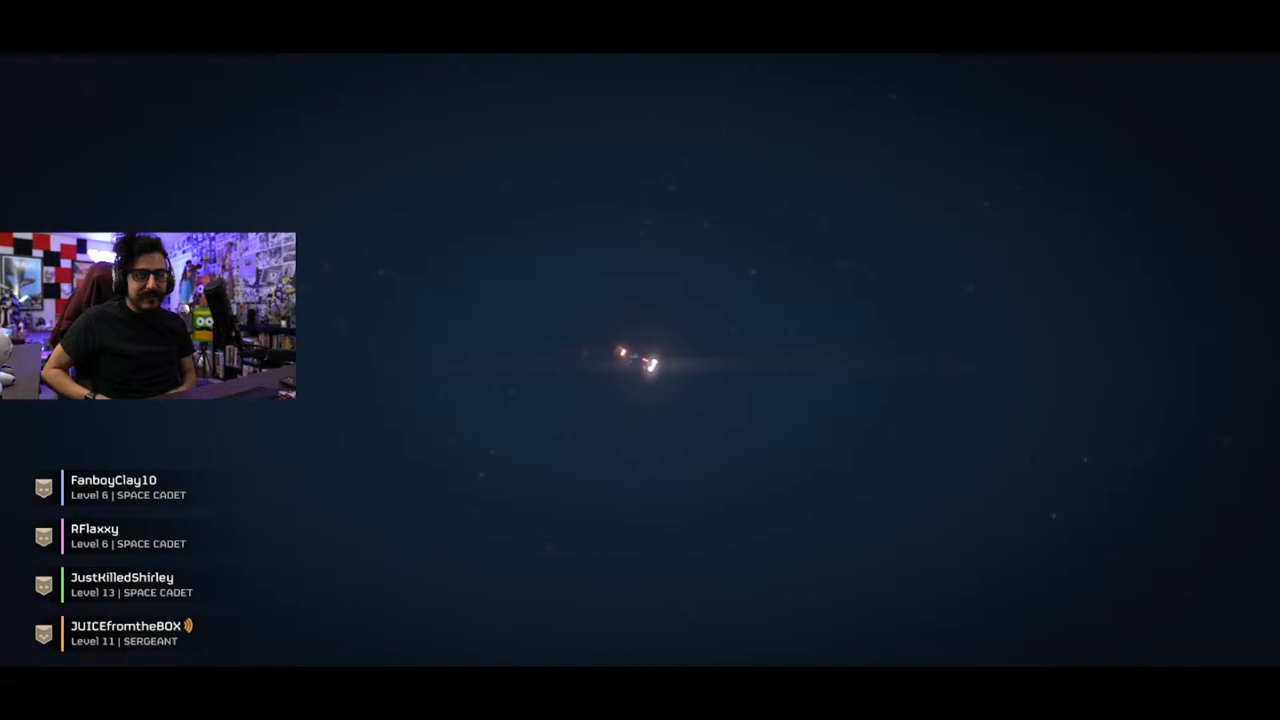 FanboyClay10
Level 6 | SPACE CADET
RFlaxxy
Level 6 | SPACE CADET
JustKilledShirley
Level 13 | SPACE CADET
JUICEfromtheBOX
Level 11 | SERGEANT